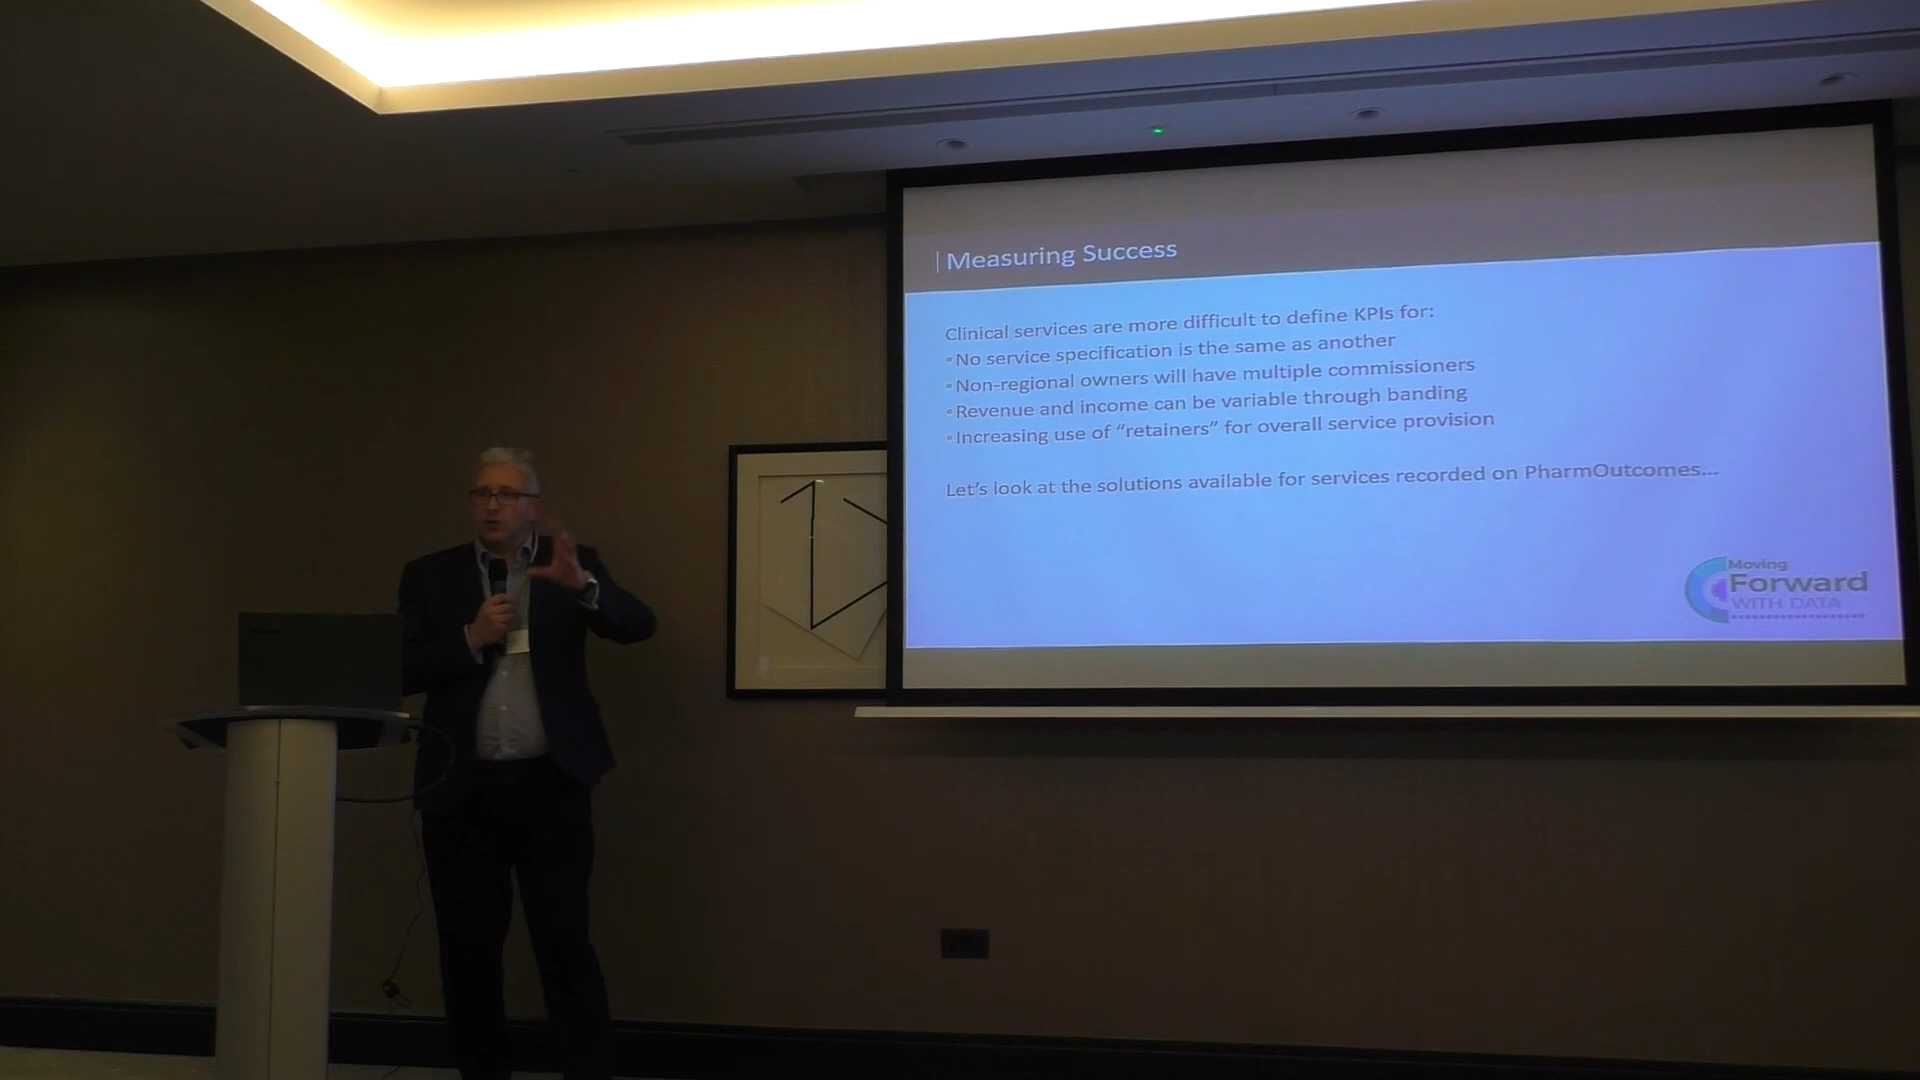 Measuring Success
Clinical services are more difficult to define KPIs for:
•No service specification is the same as another
•Non-regional owners will have multiple commissioners
•Revenue and income can be variable through banding
•Increasing use of “retainers” for overall service provision
Let’s look at the solutions available for services recorded on PharmOutcomes...
Moving
Forward
WITH DATA